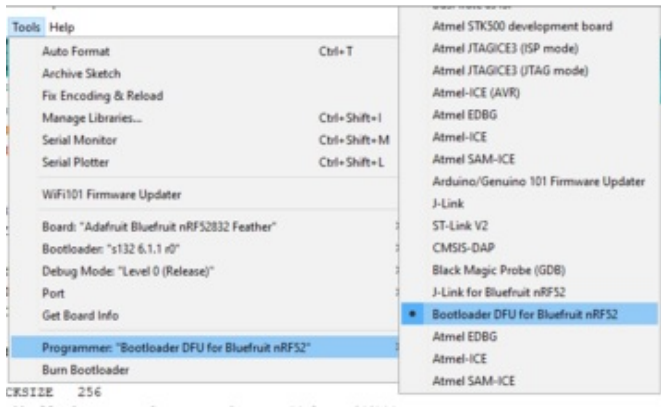 Tools Help
Auto Format Ctrl+T
Archive Sketch
Fix Encoding & Reload
Manage Libraries... Ctrl+Shift+I
Serial Monitor Ctrl+Shift+M
Serial Plotter Ctrl+Shift+L
WiFi101 Firmware Updater
Board: "Adafruit Bluefruit nRF52832 Feather"
Bootloader: "s132 6.1.1 r0"
Debug Mode: "Level 0 (Release)"
Port
Get Board Info
Programmer: "Bootloader DFU for Bluefruit nRF52"
Burn Bootloader
CKSIZE 256
Atmel STK500 development board
Atmel JTAGICE3 (ISP mode)
Atmel JTAGICE3 (JTAG mode)
Atmel-ICE (AVR)
Atmel EDBG
Atmel-ICE
Atmel SAM-ICE
Arduino/Genuino 101 Firmware Updater
J-Link
ST-Link V2
CMSIS-DAP
Black Magic Probe (GDB)
J-Link for Bluefruit nRF52
Bootloader DFU for Bluefruit nRF52
Atmel EDBG
Atmel-ICE
Atmel SAM-ICE